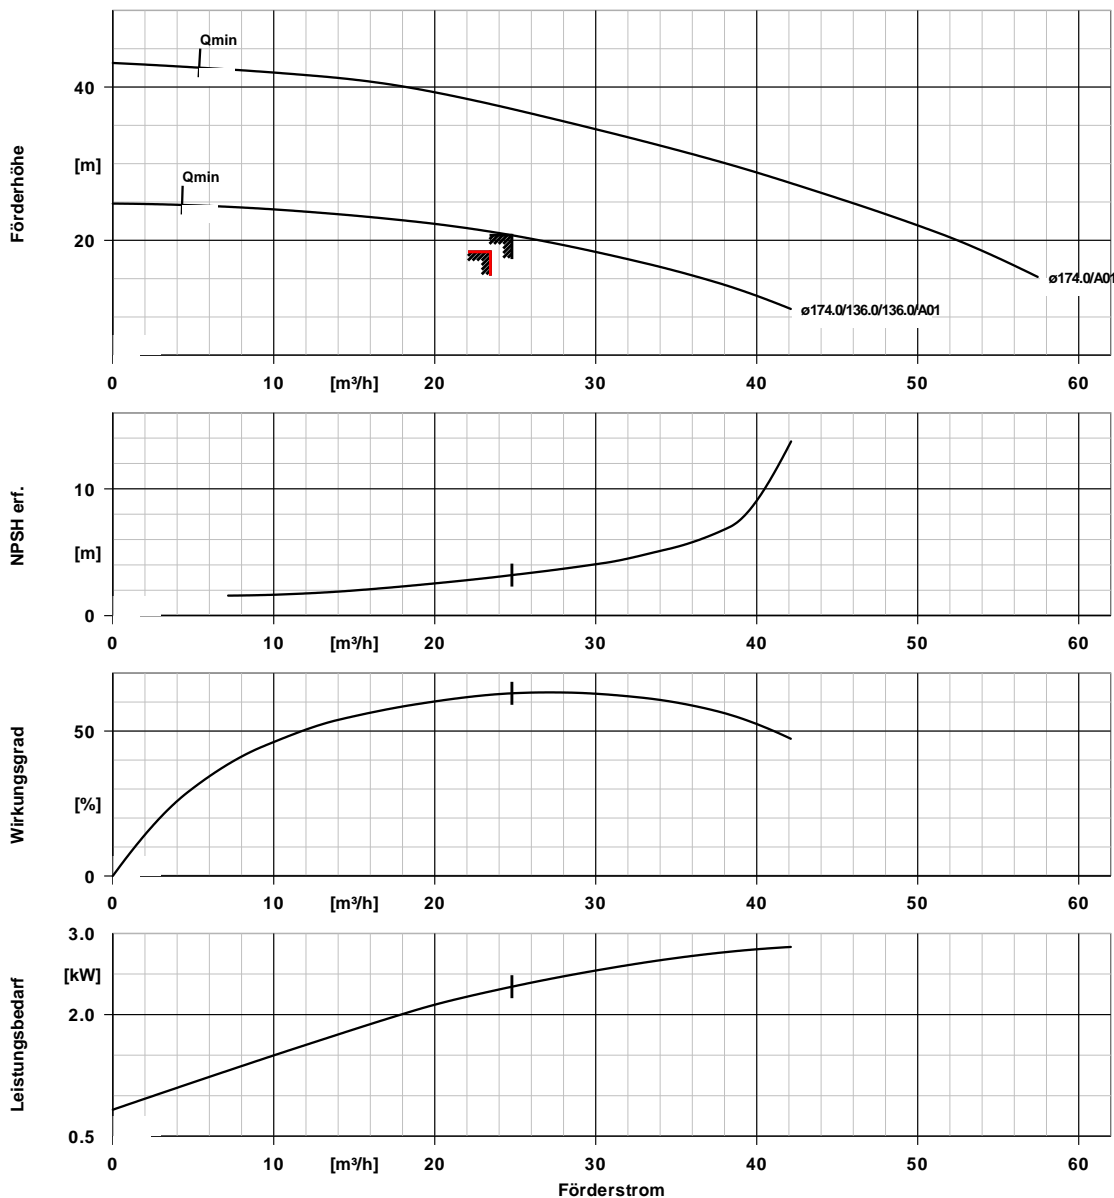 Qmin
40
[m]
Förderhöhe
Qmin
20
ø174.0/A01
ø174.0/136.0/136.0/A01
0 10 [m³/h] 20 30 40 50 60
NPSH erf.
10
[m]
0
0 10 [m³/h] 20 30 40 50 60
Wirkungsgrad
50
[%]
0
0 10 [m³/h] 20 30 40 50 60
Leistungsbedarf
3.0
[kW]
2.0
0.5
0 10 [m³/h] 20 30 40 50 60
Förderstrom